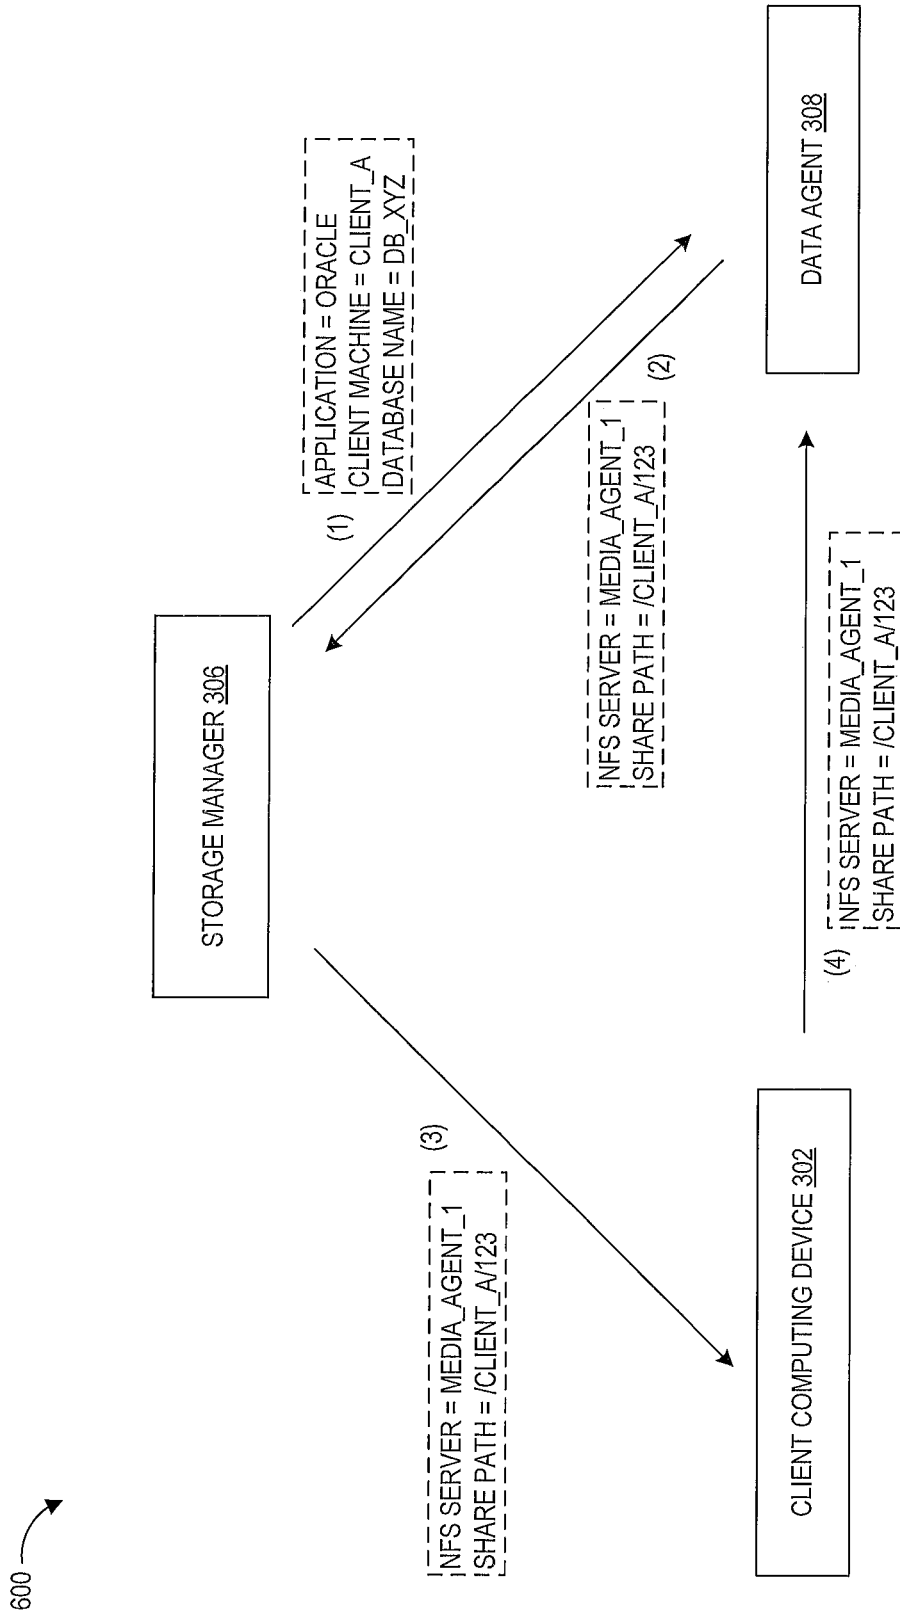 600
STORAGE MANAGER 306
(1)
APPLICATION = ORACLE
CLIENT MACHINE = CLIENT_A
DATABASE NAME = DB_XYZ
(2)
NFS SERVER = MEDIA_AGENT_1
SHARE PATH = /CLIENT_A/123
(3)
NFS SERVER = MEDIA_AGENT_1
SHARE PATH = /CLIENT_A/123
CLIENT COMPUTING DEVICE 302
(4)
NFS SERVER = MEDIA_AGENT_1
SHARE PATH = /CLIENT_A/123
DATA AGENT 308